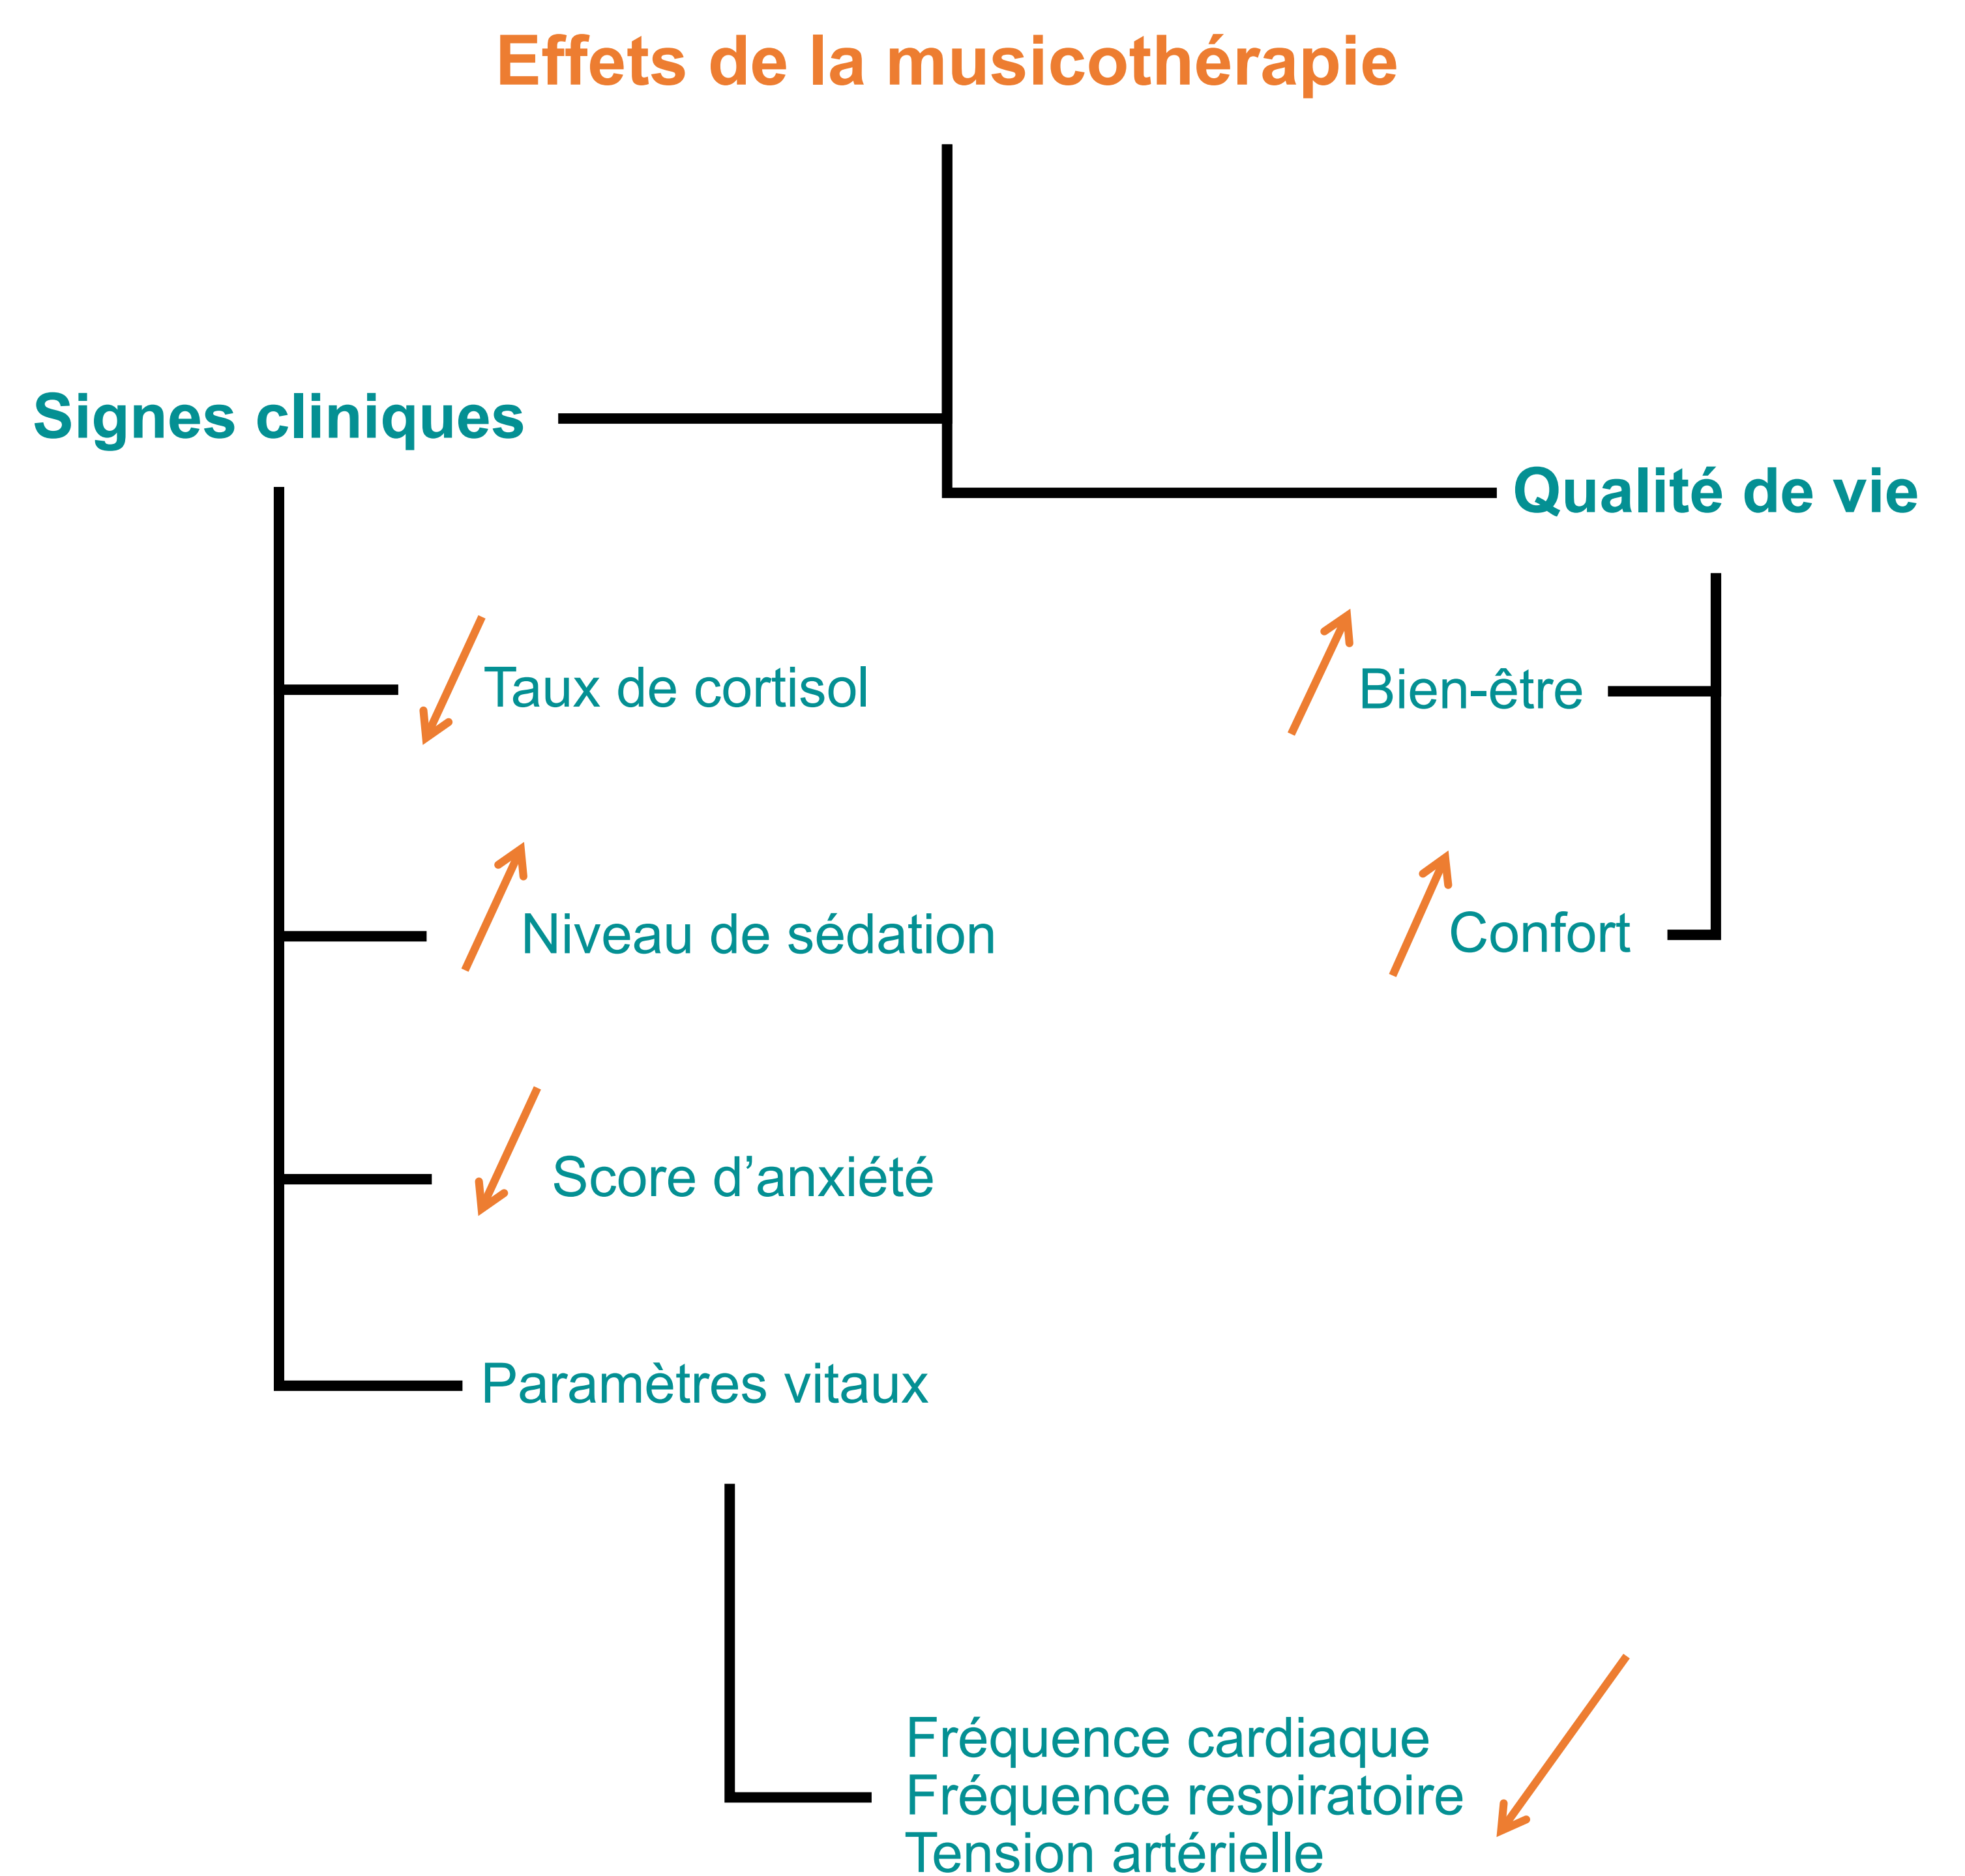 Effets de la musicothérapie
Signes cliniques
Qualité de vie
Taux de cortisol
Bien-être
Niveau de sédation
Confort
Score d’anxiété
Paramètres vitaux
Fréquence cardiaque
Fréquence respiratoire
Tension artérielle